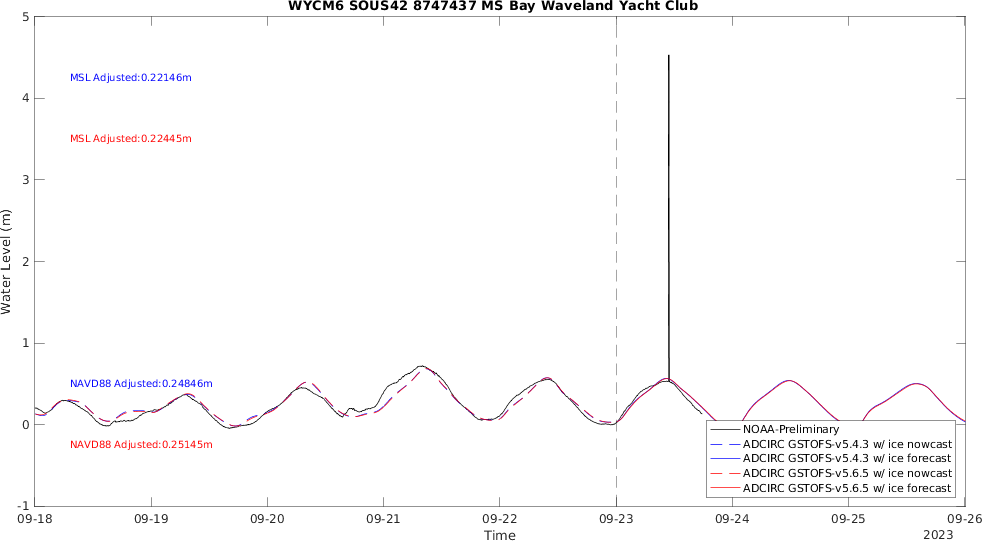 WYCM6 SOUS42 8747437 MS Bay Waveland Yacht Club
5
MSL Adjusted:0.22146m
4
MSL Adjusted:0.22445m
3
Water Level (m)
2
1
NAVD88 Adjusted:0.24846m
0
NAVD88 Adjusted:0.25145m
NOAA-Preliminary
ADCIRC GSTOFS-v5.4.3 w/ ice nowcast
ADCIRC GSTOFS-v5.4.3 w/ ice forecast
ADCIRC GSTOFS-v5.6.5 w/ ice nowcast
ADCIRC GSTOFS-v5.6.5 w/ ice forecast
-1
09-18 09-19 09-20 09-21 09-22 09-23 09-24 09-25 09-26
Time
2023